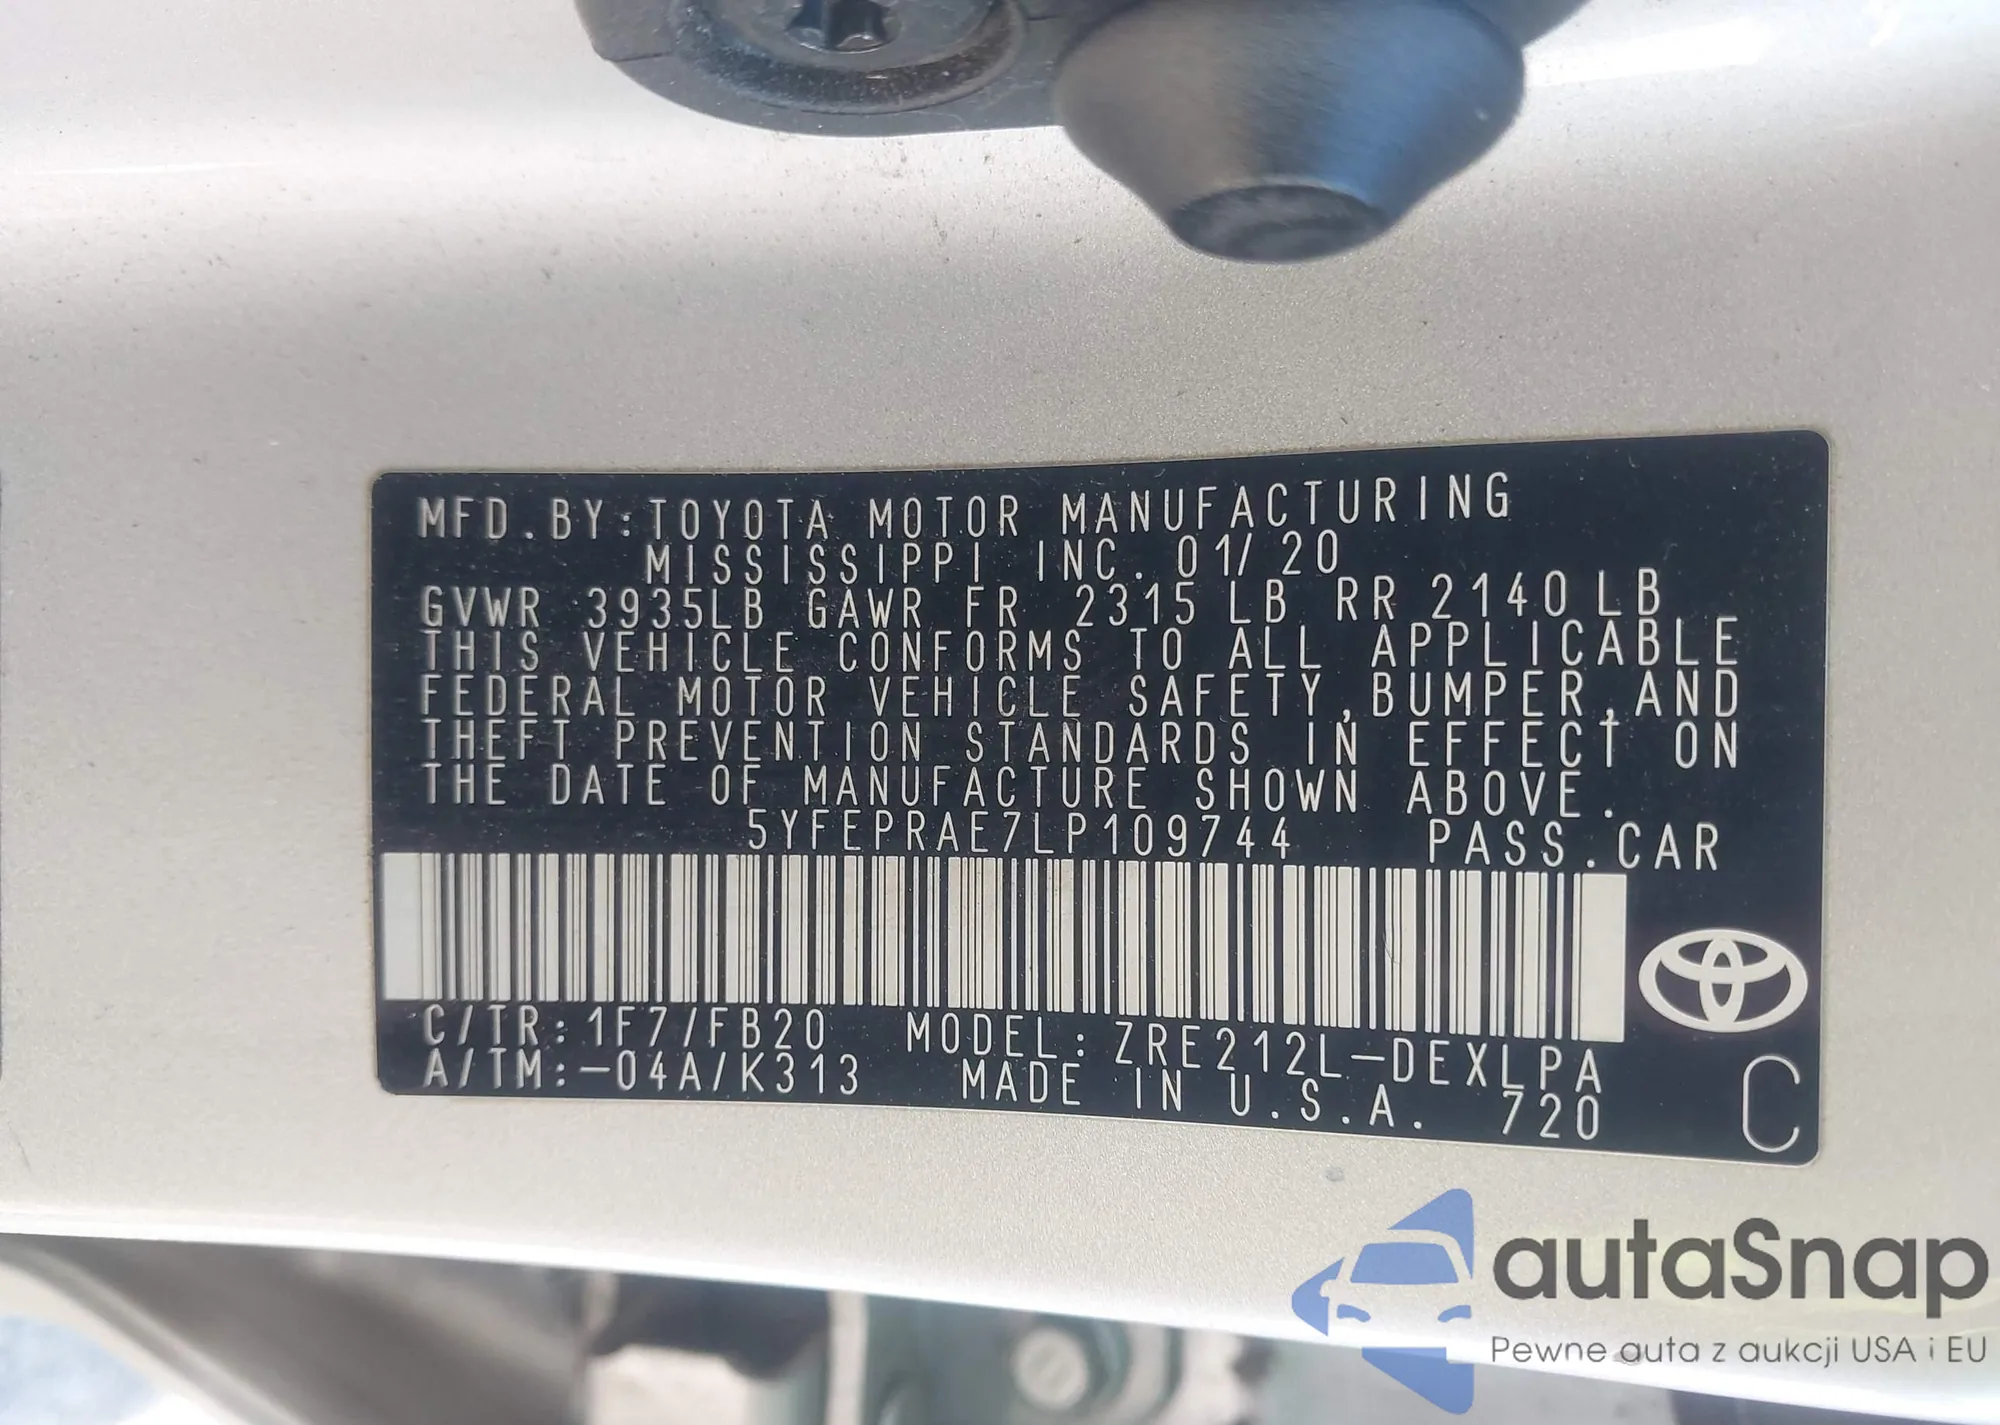 MFD.BY:TOYOTA MOTOR MANUFACTURING
MISSISSIPPI INC. 01/20
GVWR 3935LB GAWR FR 2315 LB RR 2140 LB
THIS VEHICLE CONFORMS TO ALL APPLICABLE
FEDERAL MOTOR VEHICLE SAFETY,BUMPER,AND
THEFT PREVENTION STANDARDS IN EFFECT ON
THE DATE OF MANUFACTURE SHOWN ABOVE.
5YFEPRAE7LP109744 PASS.CAR
C/TR:1F7/FB20 MODEL:ZRE212L-DEXLPA
A/TM:-04A/K313 MADE IN U.S.A. 720
C
autaSnap
Pewne auta z aukcji USA i EU